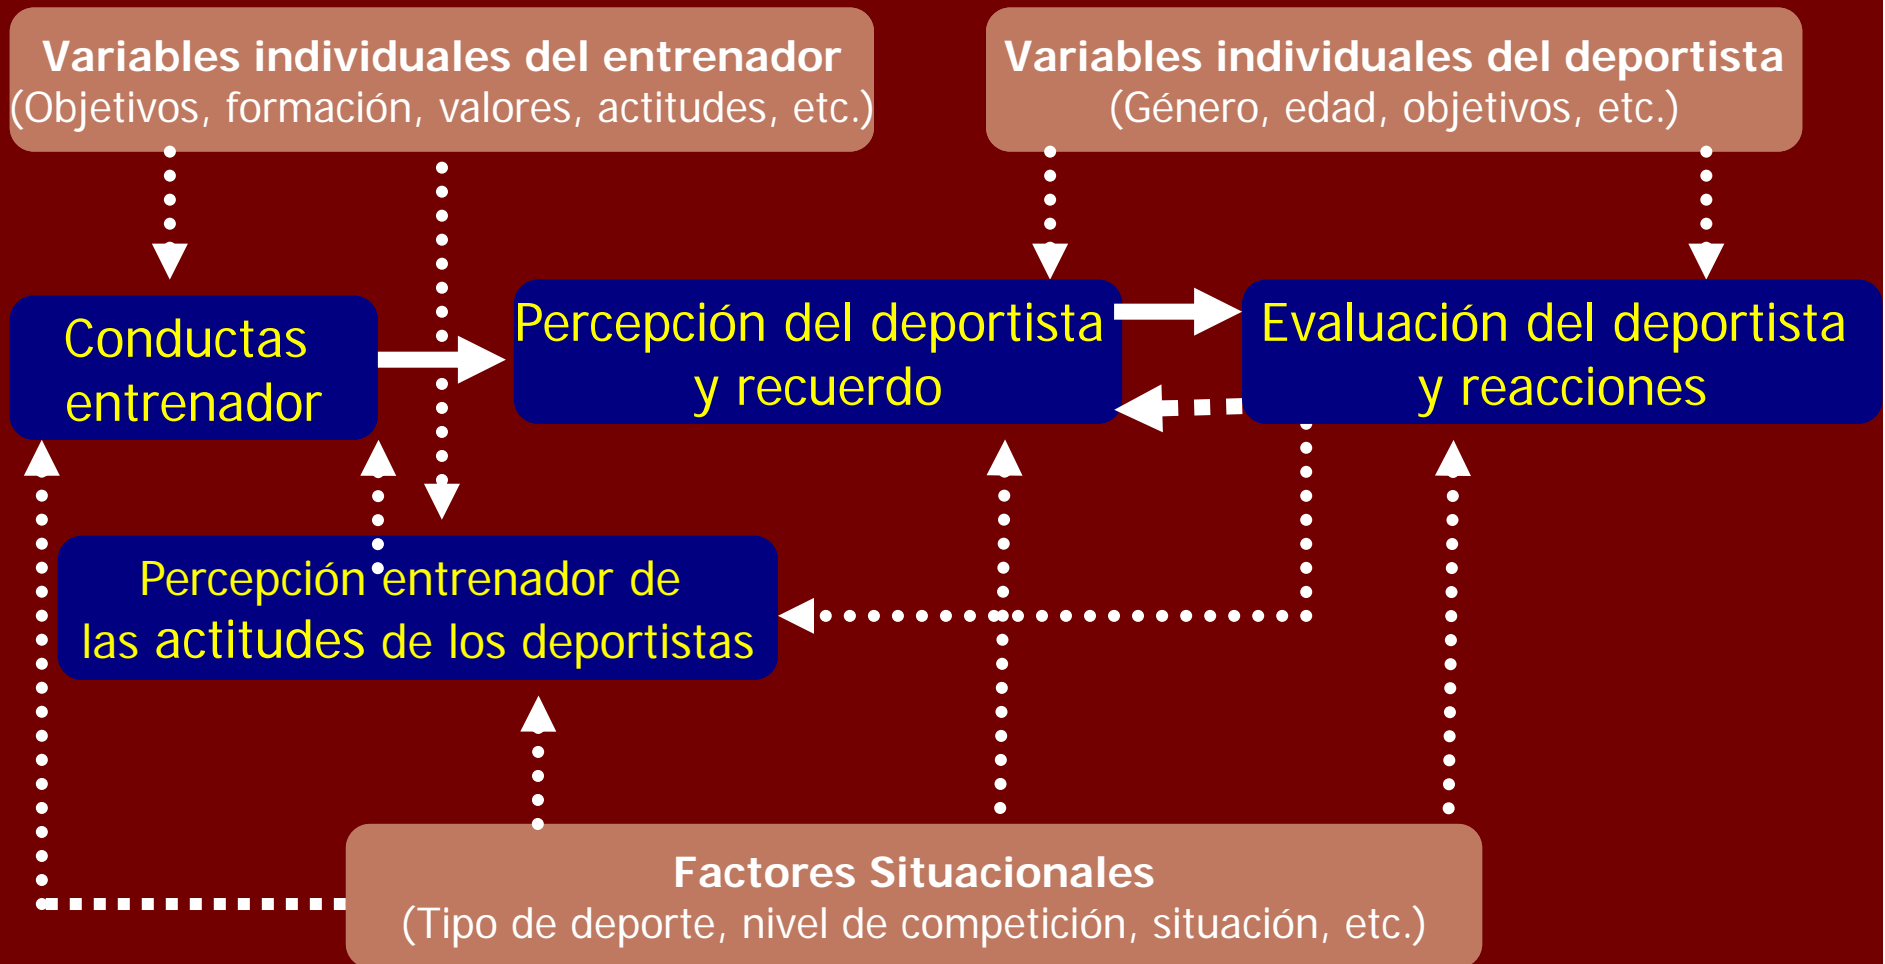 Variables individuales del entrenador
(Objetivos, formación, valores, actitudes, etc.)
Variables individuales del deportista
(Género, edad, objetivos, etc.)
Conductas
entrenador
Percepción del deportista
y recuerdo
Evaluación del deportista
y reacciones
Percepción entrenador de
las actitudes de los deportistas
Factores Situacionales
(Tipo de deporte, nivel de competición, situación, etc.)